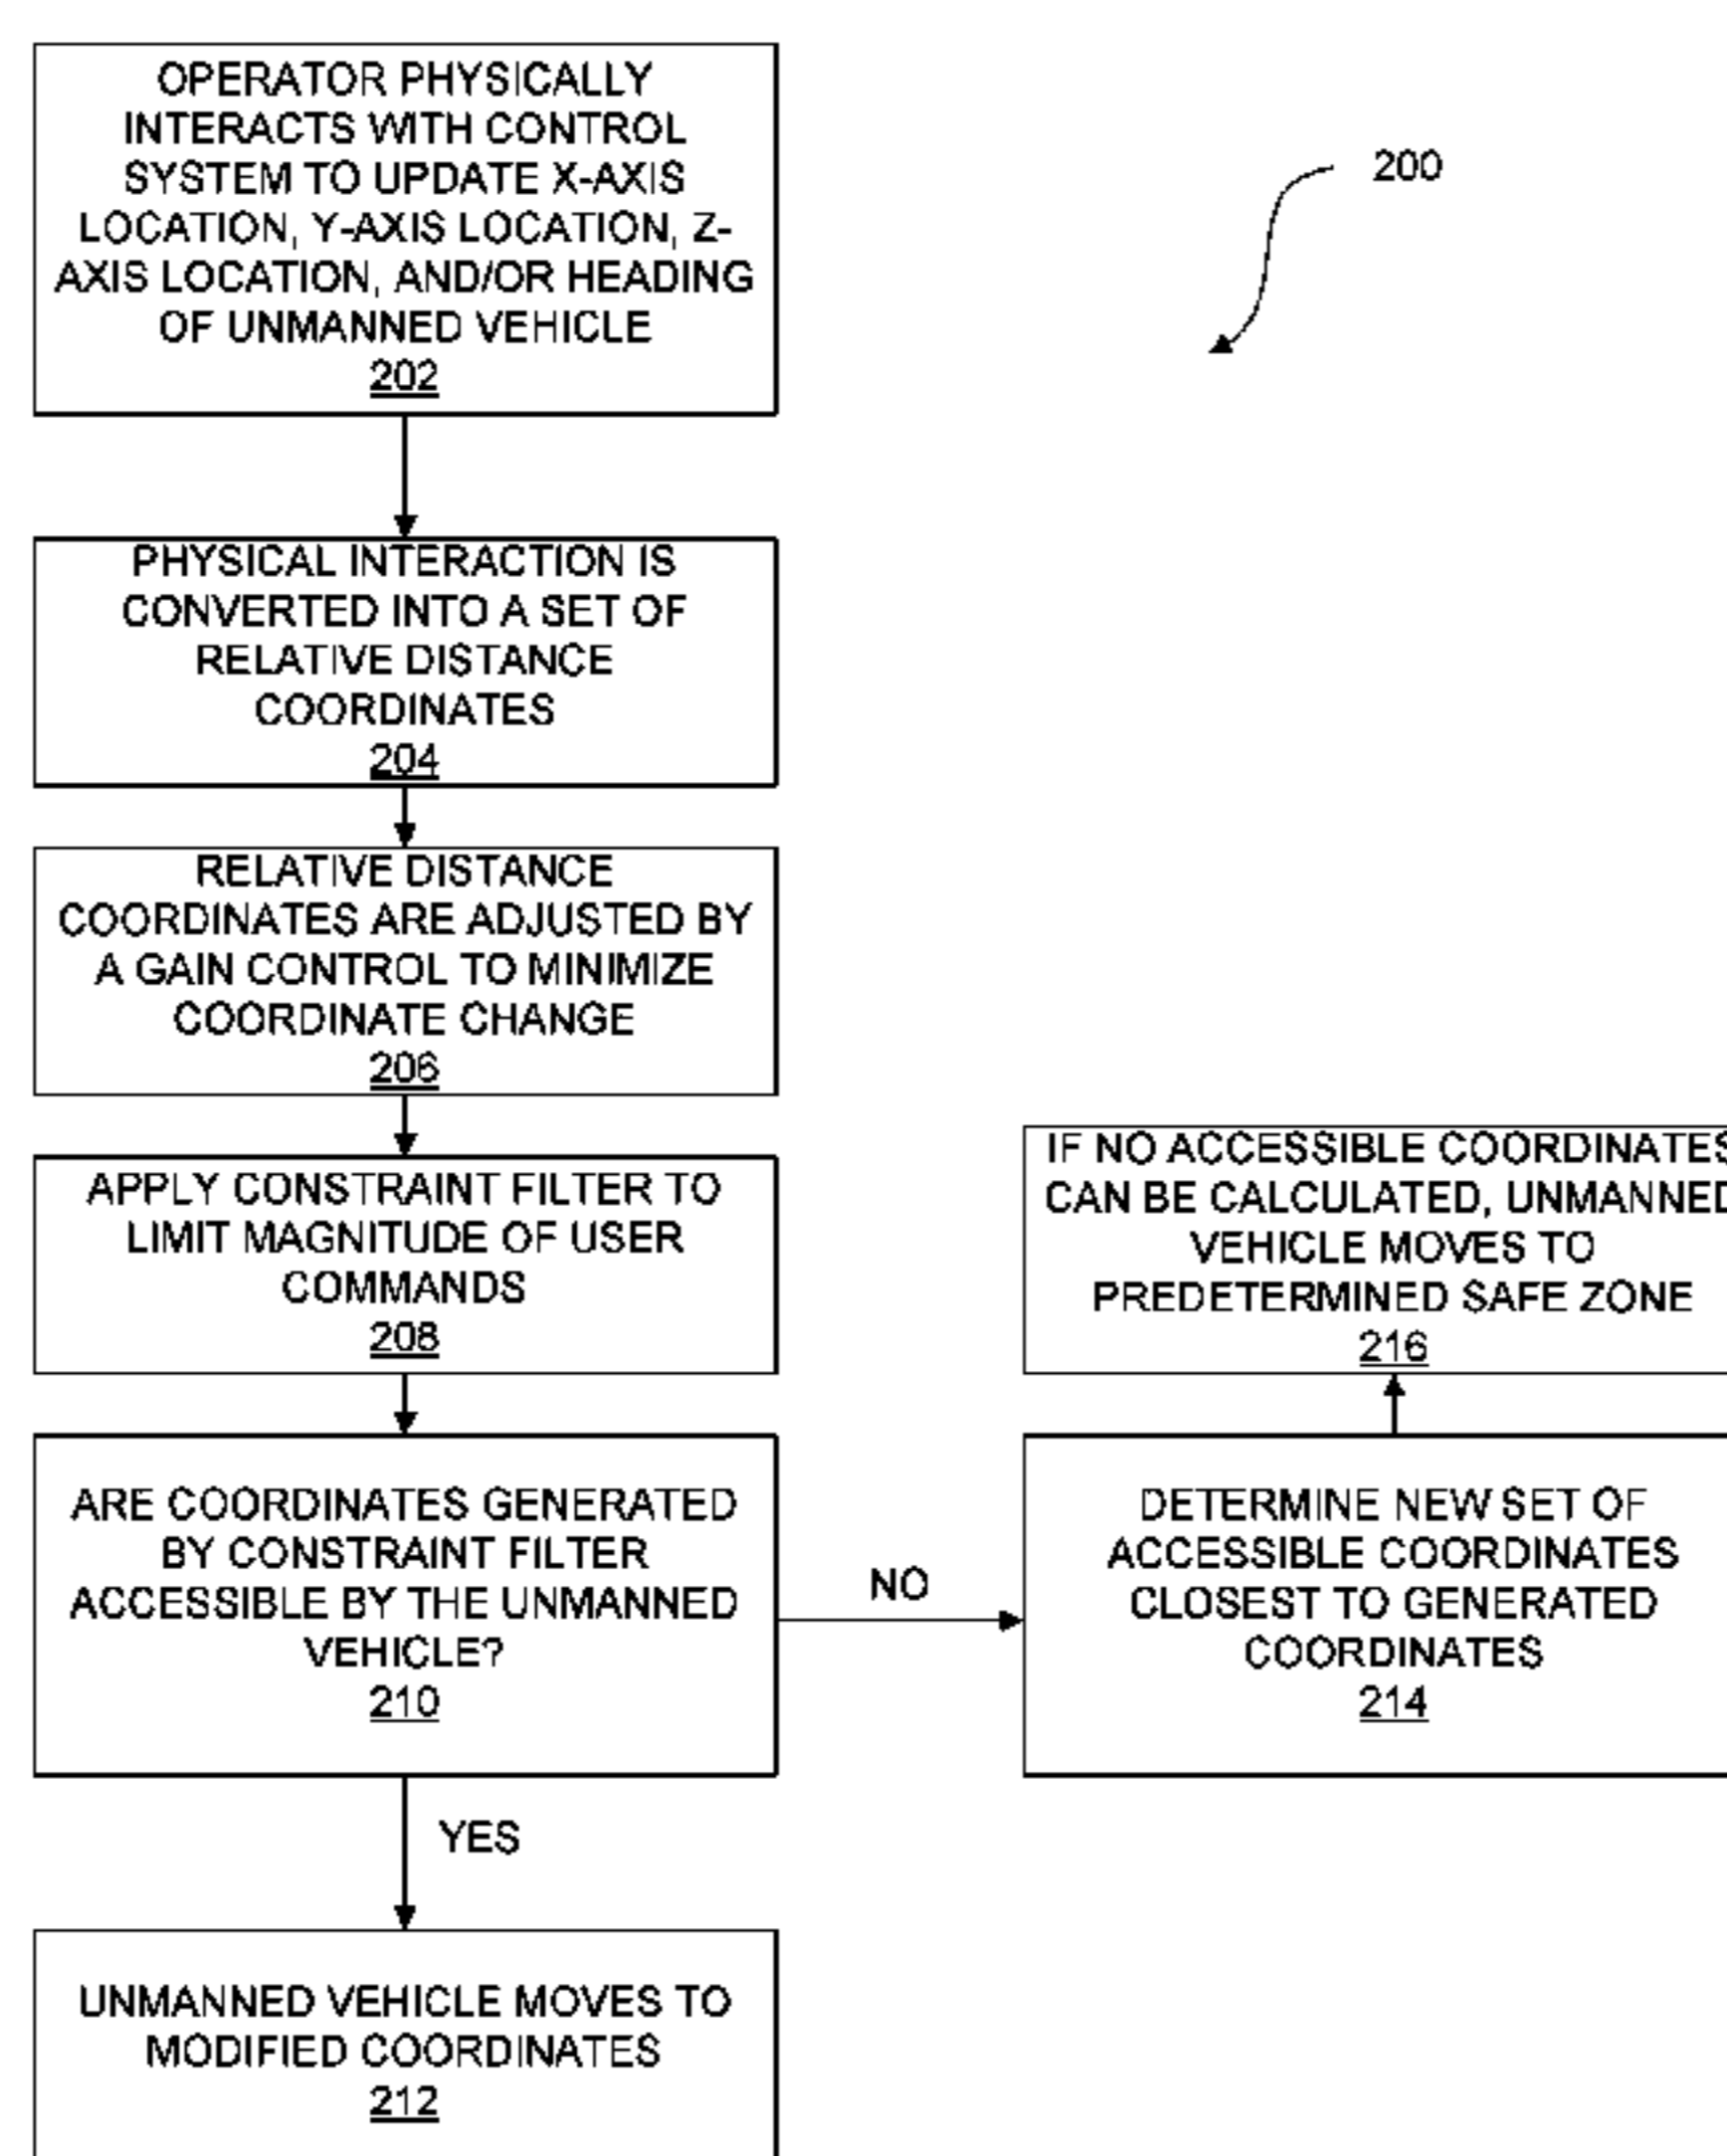 OPERATOR PHYSICALLY
INTERACTS WITH CONTROL
SYSTEM TO UPDATE X-AXIS
LOCATION, Y-AXIS LOCATION, Z-
AXIS LOCATION, AND/OR HEADING
OF UNMANNED VEHICLE
202
200
PHYSICAL INTERACTION IS
CONVERTED INTO A SET OF
RELATIVE DISTANCE
COORDINATES
204
RELATIVE DISTANCE
COORDINATES ARE ADJUSTED BY
A GAIN CONTROL TO MINIMIZE
COORDINATE CHANGE
206
APPLY CONSTRAINT FILTER TO
LIMIT MAGNITUDE OF USER
COMMANDS
208
ARE COORDINATES GENERATED
BY CONSTRAINT FILTER
ACCESSIBLE BY THE UNMANNED
VEHICLE?
210
YES
UNMANNED VEHICLE MOVES TO
MODIFIED COORDINATES
212
NO
DETERMINE NEW SET OF
ACCESSIBLE COORDINATES
CLOSEST TO GENERATED
COORDINATES
214
IF NO ACCESSIBLE COORDINATES
CAN BE CALCULATED, UNMANNED
VEHICLE MOVES TO
PREDETERMINED SAFE ZONE
216